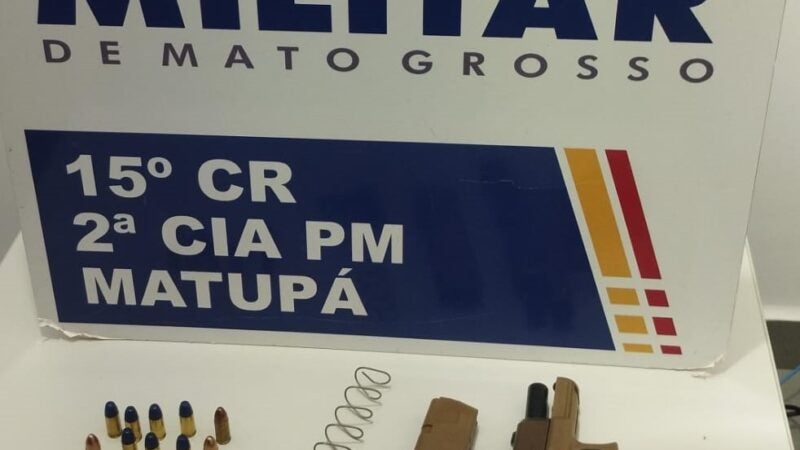 MILITAR
DE MATO GROSSO
15º CR
2ª CIA PM
MATUPÁ